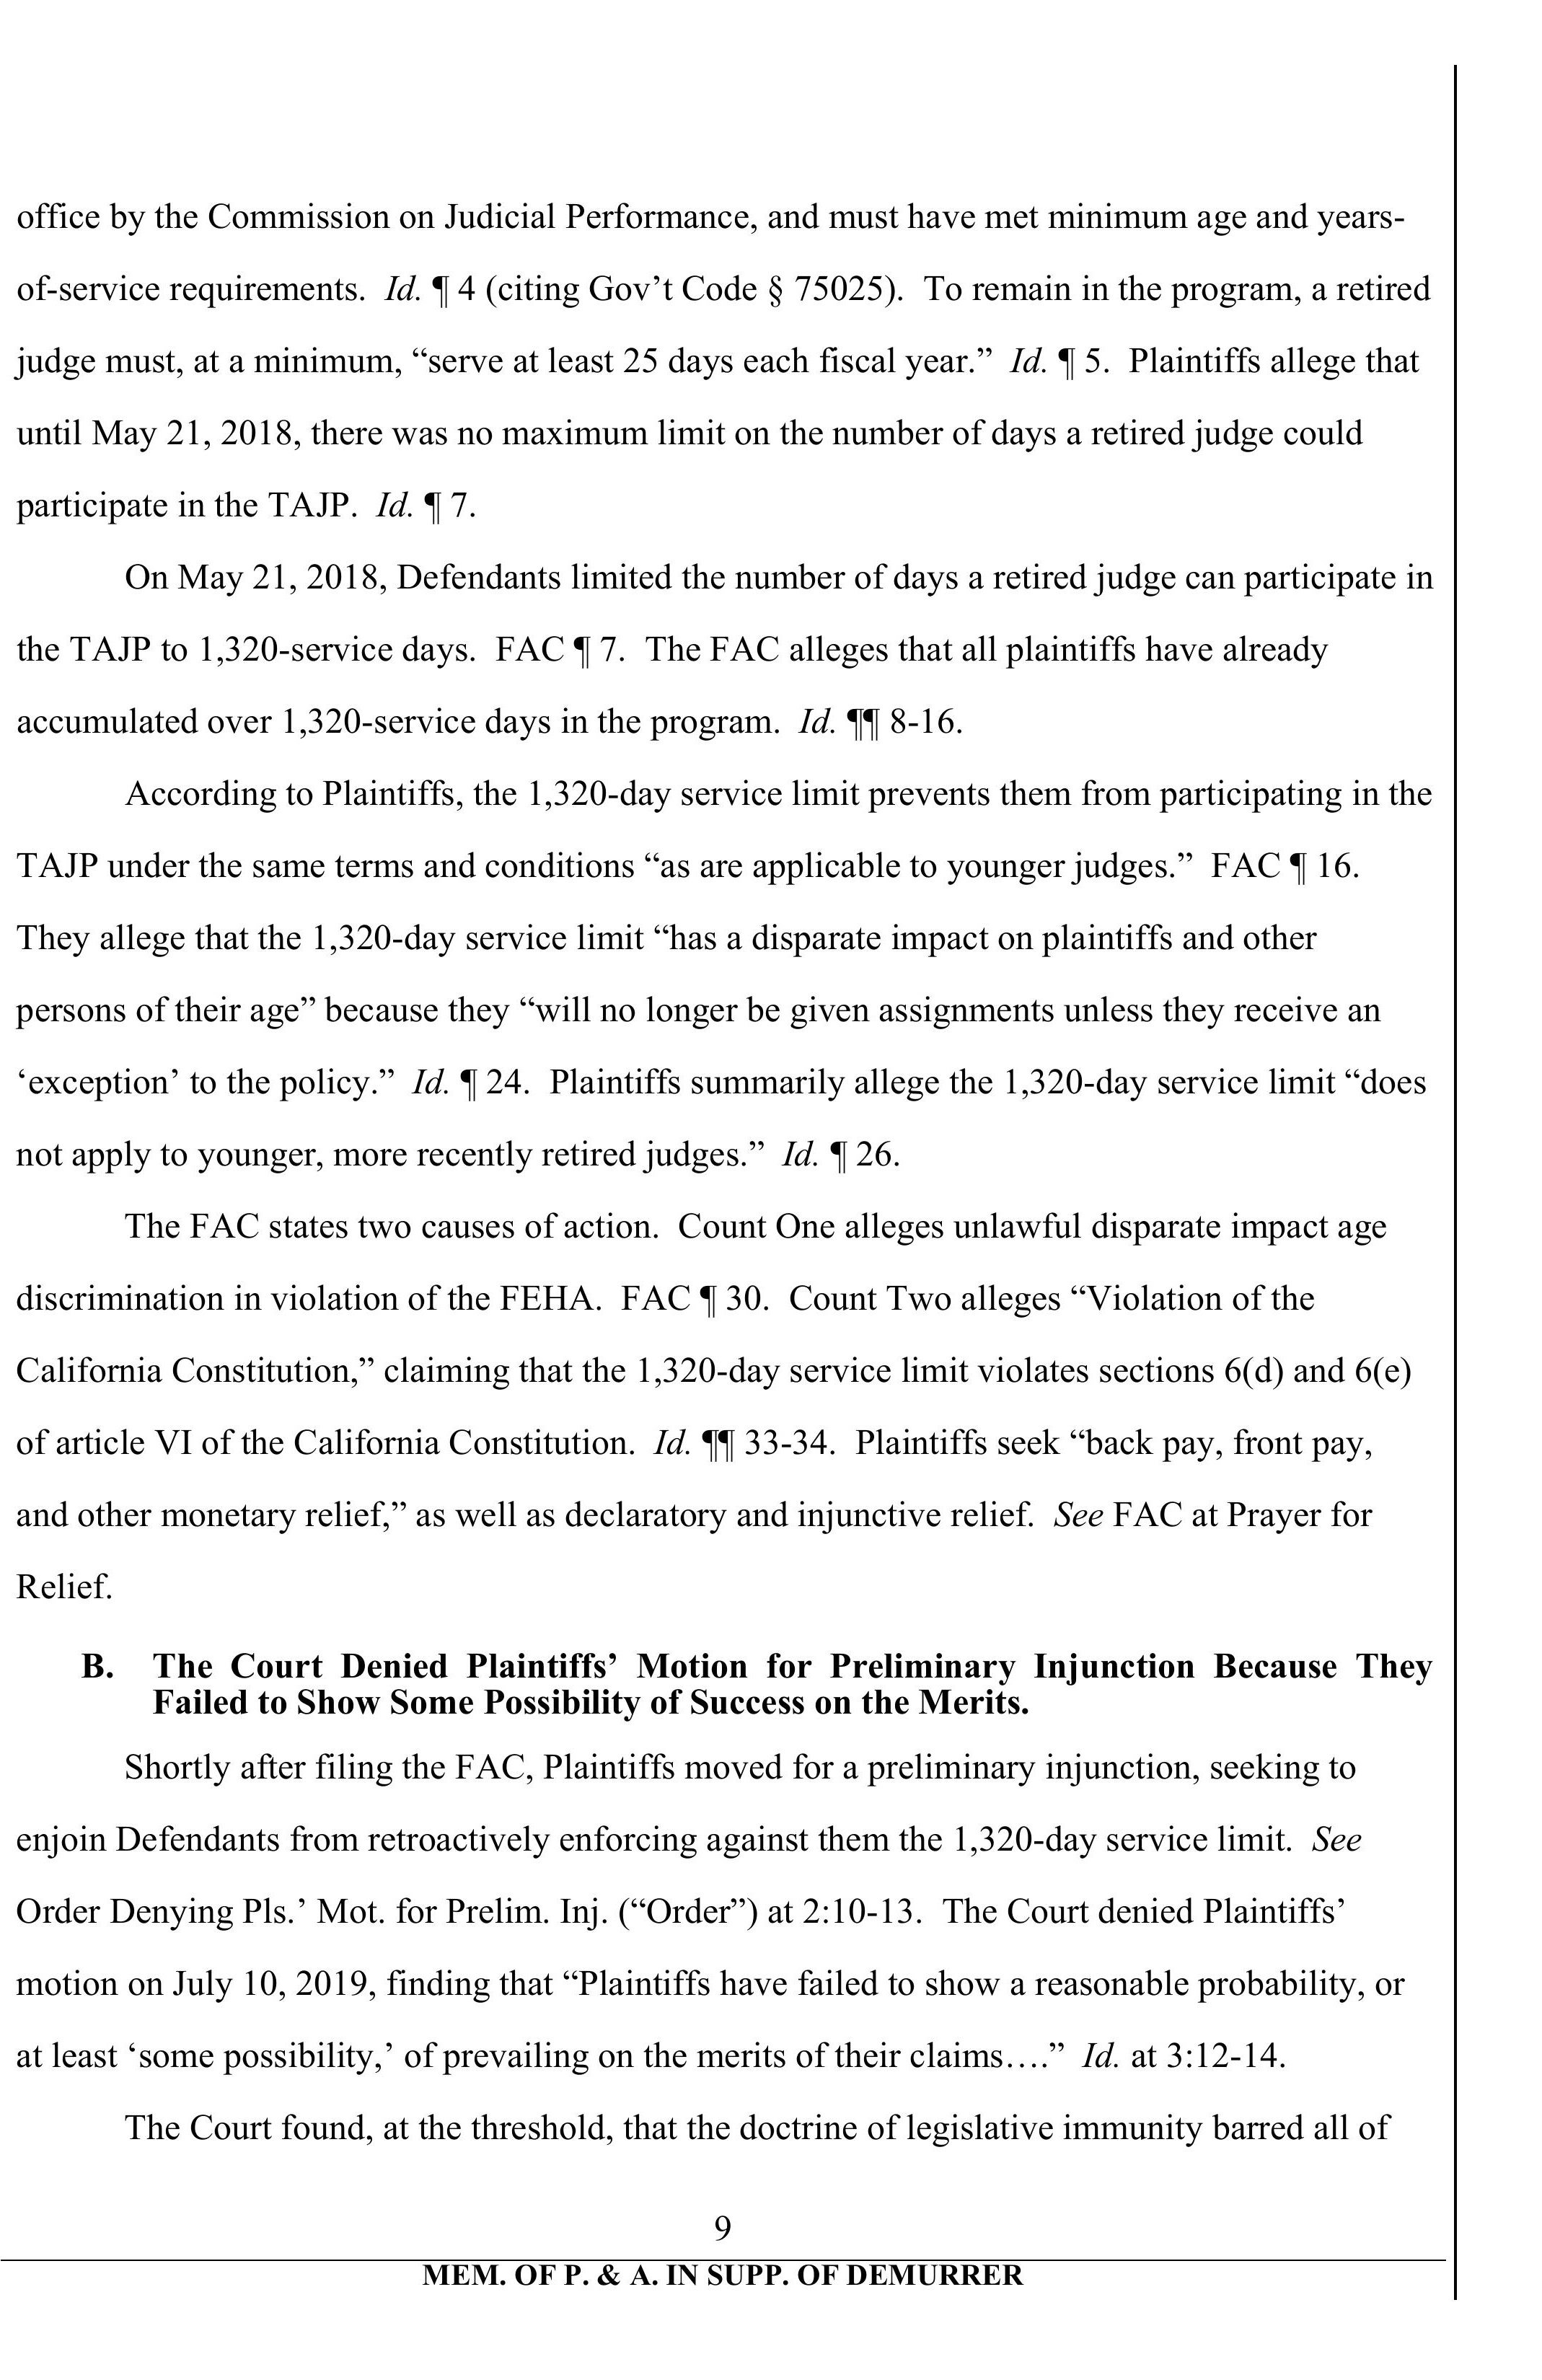 office by the Commission on Judicial Performance, and must have met minimum age and years-
of-service requirements.  Id. ¶ 4 (citing Gov’t Code § 75025).  To remain in the program, a retired
judge must, at a minimum, “serve at least 25 days each fiscal year.”  Id. ¶ 5.  Plaintiffs allege that
until May 21, 2018, there was no maximum limit on the number of days a retired judge could
participate in the TAJP.  Id. ¶ 7.
On May 21, 2018, Defendants limited the number of days a retired judge can participate in
the TAJP to 1,320-service days.  FAC ¶ 7.  The FAC alleges that all plaintiffs have already
accumulated over 1,320-service days in the program.  Id. ¶¶ 8-16.
According to Plaintiffs, the 1,320-day service limit prevents them from participating in the
TAJP under the same terms and conditions “as are applicable to younger judges.”  FAC ¶ 16.
They allege that the 1,320-day service limit “has a disparate impact on plaintiffs and other
persons of their age” because they “will no longer be given assignments unless they receive an
‘exception’ to the policy.”  Id. ¶ 24.  Plaintiffs summarily allege the 1,320-day service limit “does
not apply to younger, more recently retired judges.”  Id. ¶ 26.
The FAC states two causes of action.  Count One alleges unlawful disparate impact age
discrimination in violation of the FEHA.  FAC ¶ 30.  Count Two alleges “Violation of the
California Constitution,” claiming that the 1,320-day service limit violates sections 6(d) and 6(e)
of article VI of the California Constitution.  Id. ¶¶ 33-34.  Plaintiffs seek “back pay, front pay,
and other monetary relief,” as well as declaratory and injunctive relief.  See FAC at Prayer for
Relief.
B. The Court Denied Plaintiffs’ Motion for Preliminary Injunction Because They
Failed to Show Some Possibility of Success on the Merits.
Shortly after filing the FAC, Plaintiffs moved for a preliminary injunction, seeking to
enjoin Defendants from retroactively enforcing against them the 1,320-day service limit.  See
Order Denying Pls.’ Mot. for Prelim. Inj. (“Order”) at 2:10-13.  The Court denied Plaintiffs’
motion on July 10, 2019, finding that “Plaintiffs have failed to show a reasonable probability, or
at least ‘some possibility,’ of prevailing on the merits of their claims….”  Id. at 3:12-14.
The Court found, at the threshold, that the doctrine of legislative immunity barred all of
9
MEM. OF P. & A. IN SUPP. OF DEMURRER